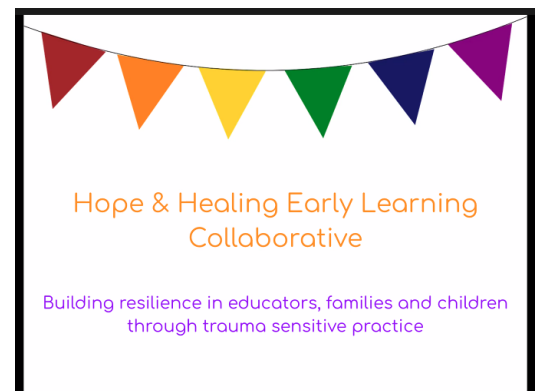 Hope & Healing Early Learning
Collaborative
Building resilience in educators, families and children
through trauma sensitive practice